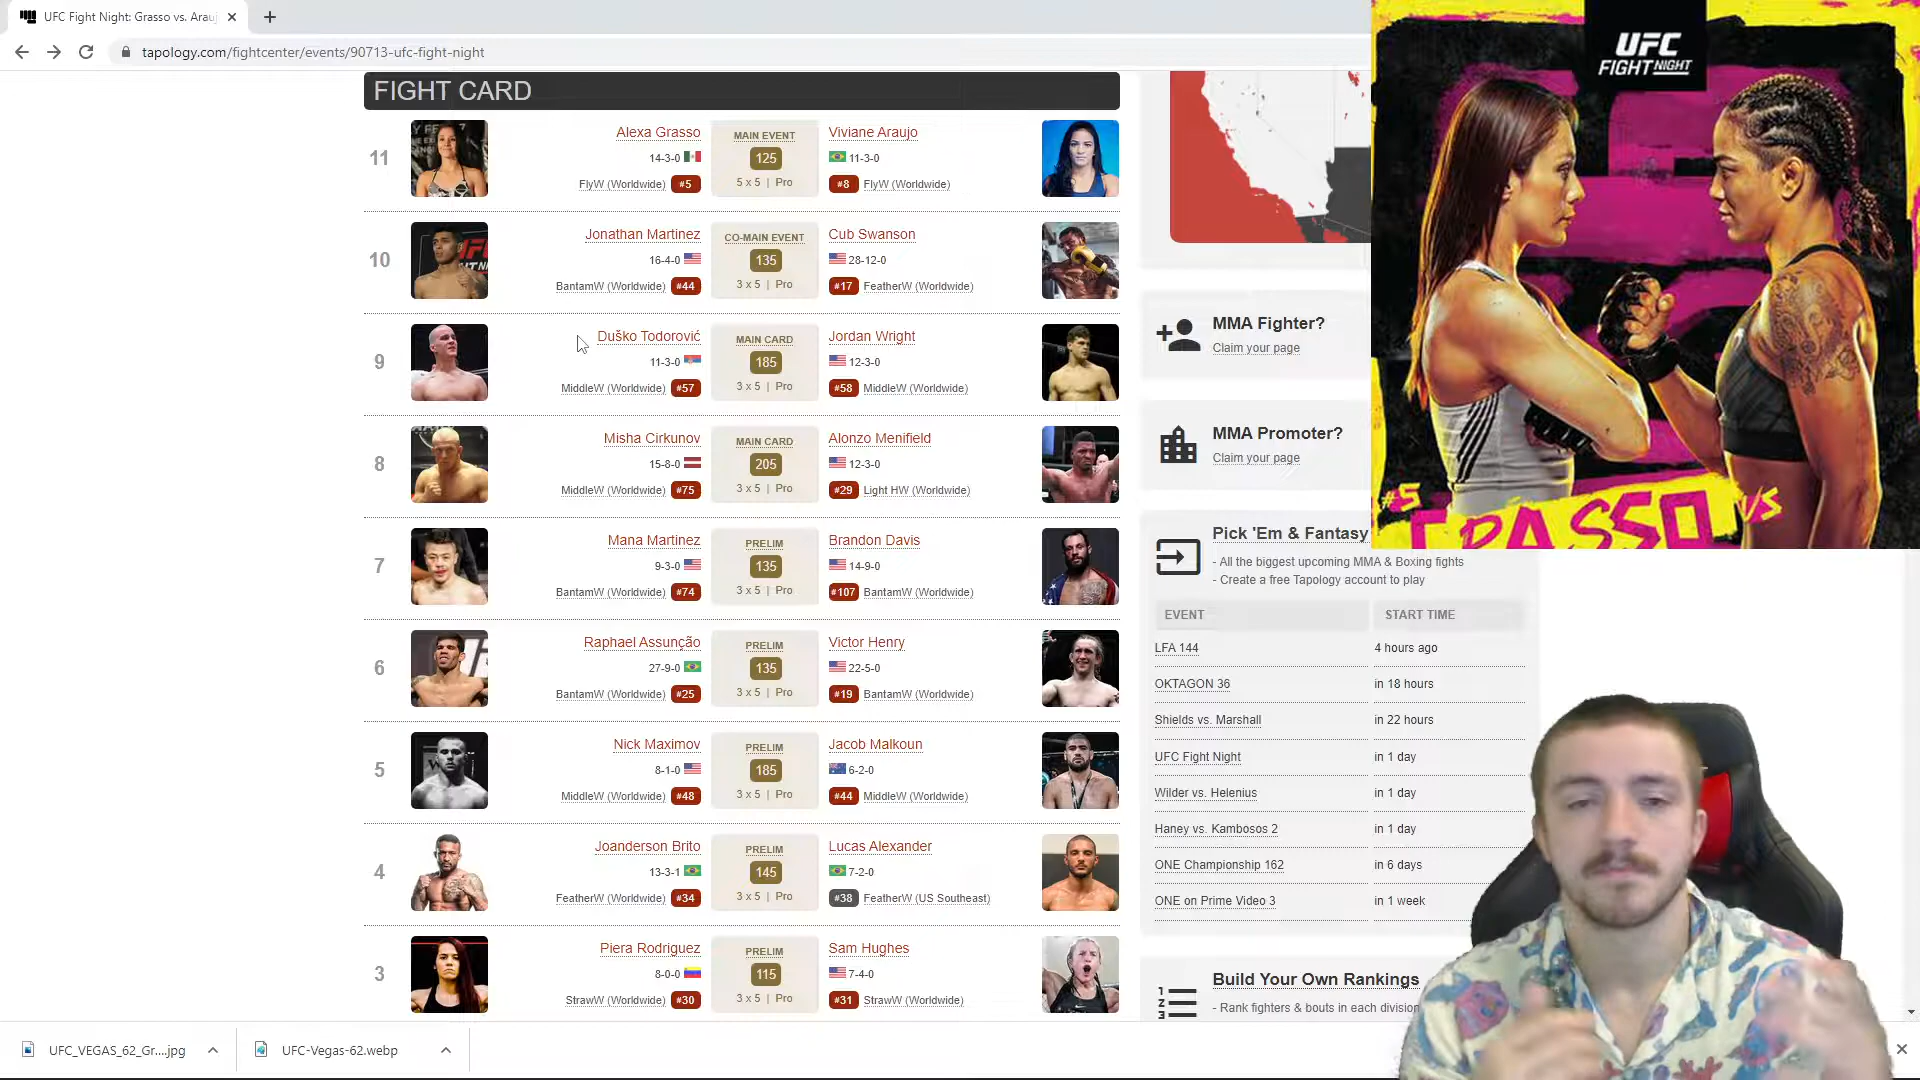 UFC Fight Night: Grasso vs. Arauj
tapology.com/fightcenter/events/90713-ufc-fight-night
FIGHT CARD
11
Alexa Grasso
14-3-0
FlyW (Worldwide) #5
MAIN EVENT
125
5 x 5 | Pro
Viviane Araujo
11-3-0
#8 FlyW (Worldwide)
10
Jonathan Martinez
16-4-0
BantamW (Worldwide) #44
CO-MAIN EVENT
135
3 x 5 | Pro
Cub Swanson
28-12-0
#17 FeatherW (Worldwide)
9
Duško Todorović
11-3-0
MiddleW (Worldwide) #57
MAIN CARD
185
3 x 5 | Pro
Jordan Wright
12-3-0
#58 MiddleW (Worldwide)
8
Misha Cirkunov
15-8-0
MiddleW (Worldwide) #75
MAIN CARD
205
3 x 5 | Pro
Alonzo Menifield
12-3-0
#29 Light HW (Worldwide)
7
Mana Martinez
9-3-0
BantamW (Worldwide) #74
PRELIM
135
3 x 5 | Pro
Brandon Davis
14-9-0
#107 BantamW (Worldwide)
6
Raphael Assunção
27-9-0
BantamW (Worldwide) #25
PRELIM
135
3 x 5 | Pro
Victor Henry
22-5-0
#19 BantamW (Worldwide)
5
Nick Maximov
8-1-0
MiddleW (Worldwide) #48
PRELIM
185
3 x 5 | Pro
Jacob Malkoun
6-2-0
#44 MiddleW (Worldwide)
4
Joanderson Brito
13-3-1
FeatherW (Worldwide) #34
PRELIM
145
3 x 5 | Pro
Lucas Alexander
7-2-0
#38 FeatherW (US Southeast)
3
Piera Rodriguez
8-0-0
StrawW (Worldwide) #30
PRELIM
115
3 x 5 | Pro
Sam Hughes
7-4-0
#31 StrawW (Worldwide)
MMA Fighter?
Claim your page
MMA Promoter?
Claim your page
Pick 'Em & Fantasy
- All the biggest upcoming MMA & Boxing fights
- Create a free Tapology account to play
EVENT START TIME
LFA 144 4 hours ago
OKTAGON 36 in 18 hours
Shields vs. Marshall in 22 hours
UFC Fight Night in 1 day
Wilder vs. Helenius in 1 day
Haney vs. Kambosos 2 in 1 day
ONE Championship 162 in 6 days
ONE on Prime Video 3 in 1 week
Build Your Own Rankings
- Rank fighters & bouts in each division
UFC
FIGHT NIGHT
#5
GRASSO VS
UFC_VEGAS_62_Gr....jpg
UFC-Vegas-62.webp